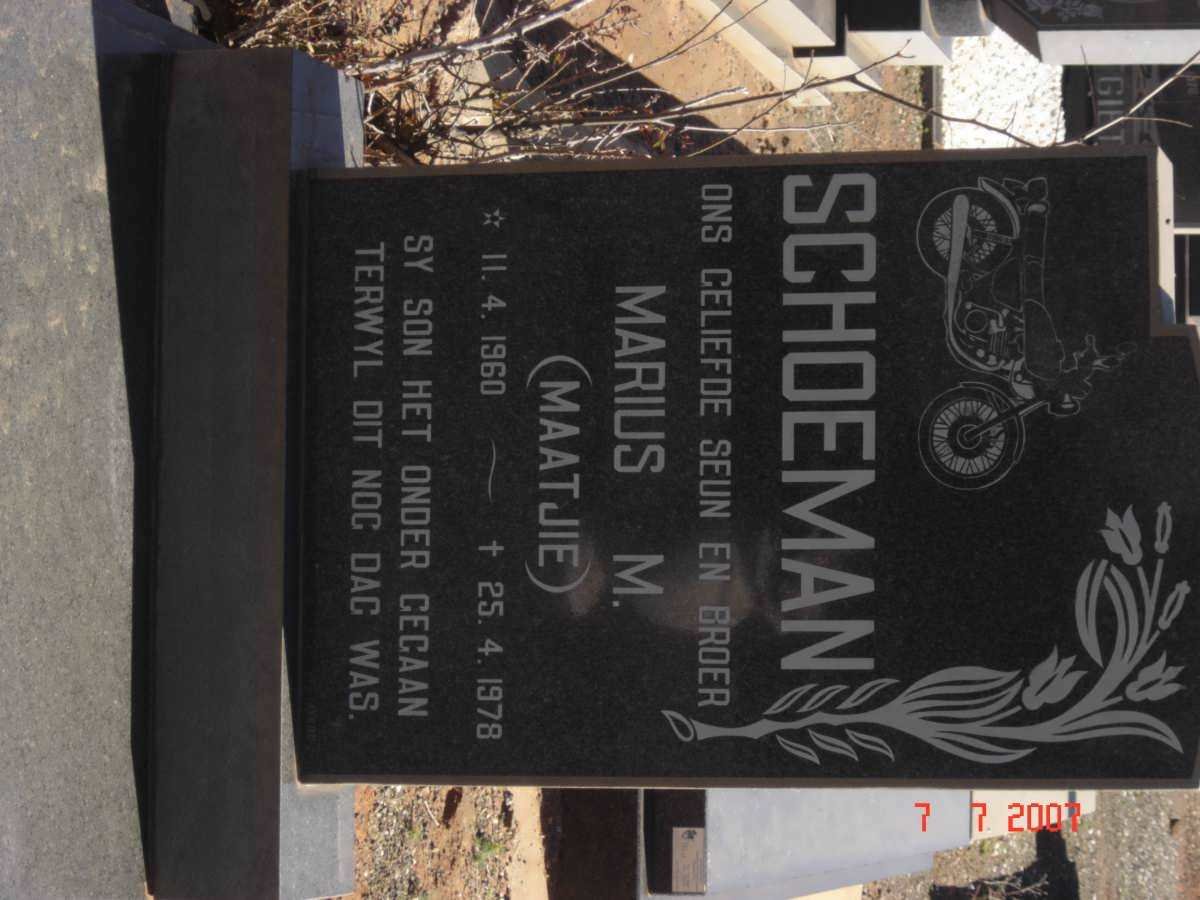 SCHOEMAN
ONS GELIEFDE SEUN EN BROER
MARIUS M.
(MAATJIE)
☆ 11. 4. 1960 ~ † 25. 4. 1978
SY SON HET ONDER GEGAAN
TERWYL DIT NOG DAG WAS.
7 7 2007